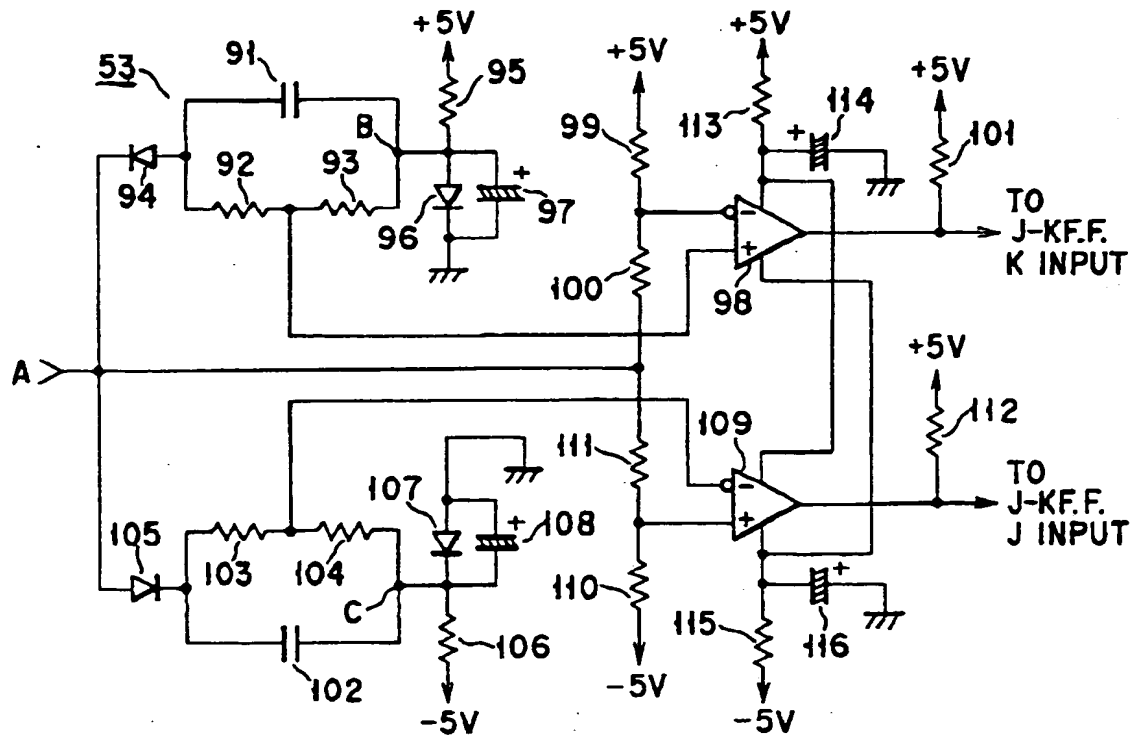 53
91
+5V
95
B
94
92
93
96
97
+
+5V
99
100
+5V
113
+
114
+5V
101
−
+
98
TO
J-KF.F.
K INPUT
A
111
110
-5V
109
−
+
+5V
112
TO
J-KF.F.
J INPUT
107
108
+
105
103
104
C
102
106
-5V
115
+
116
-5V